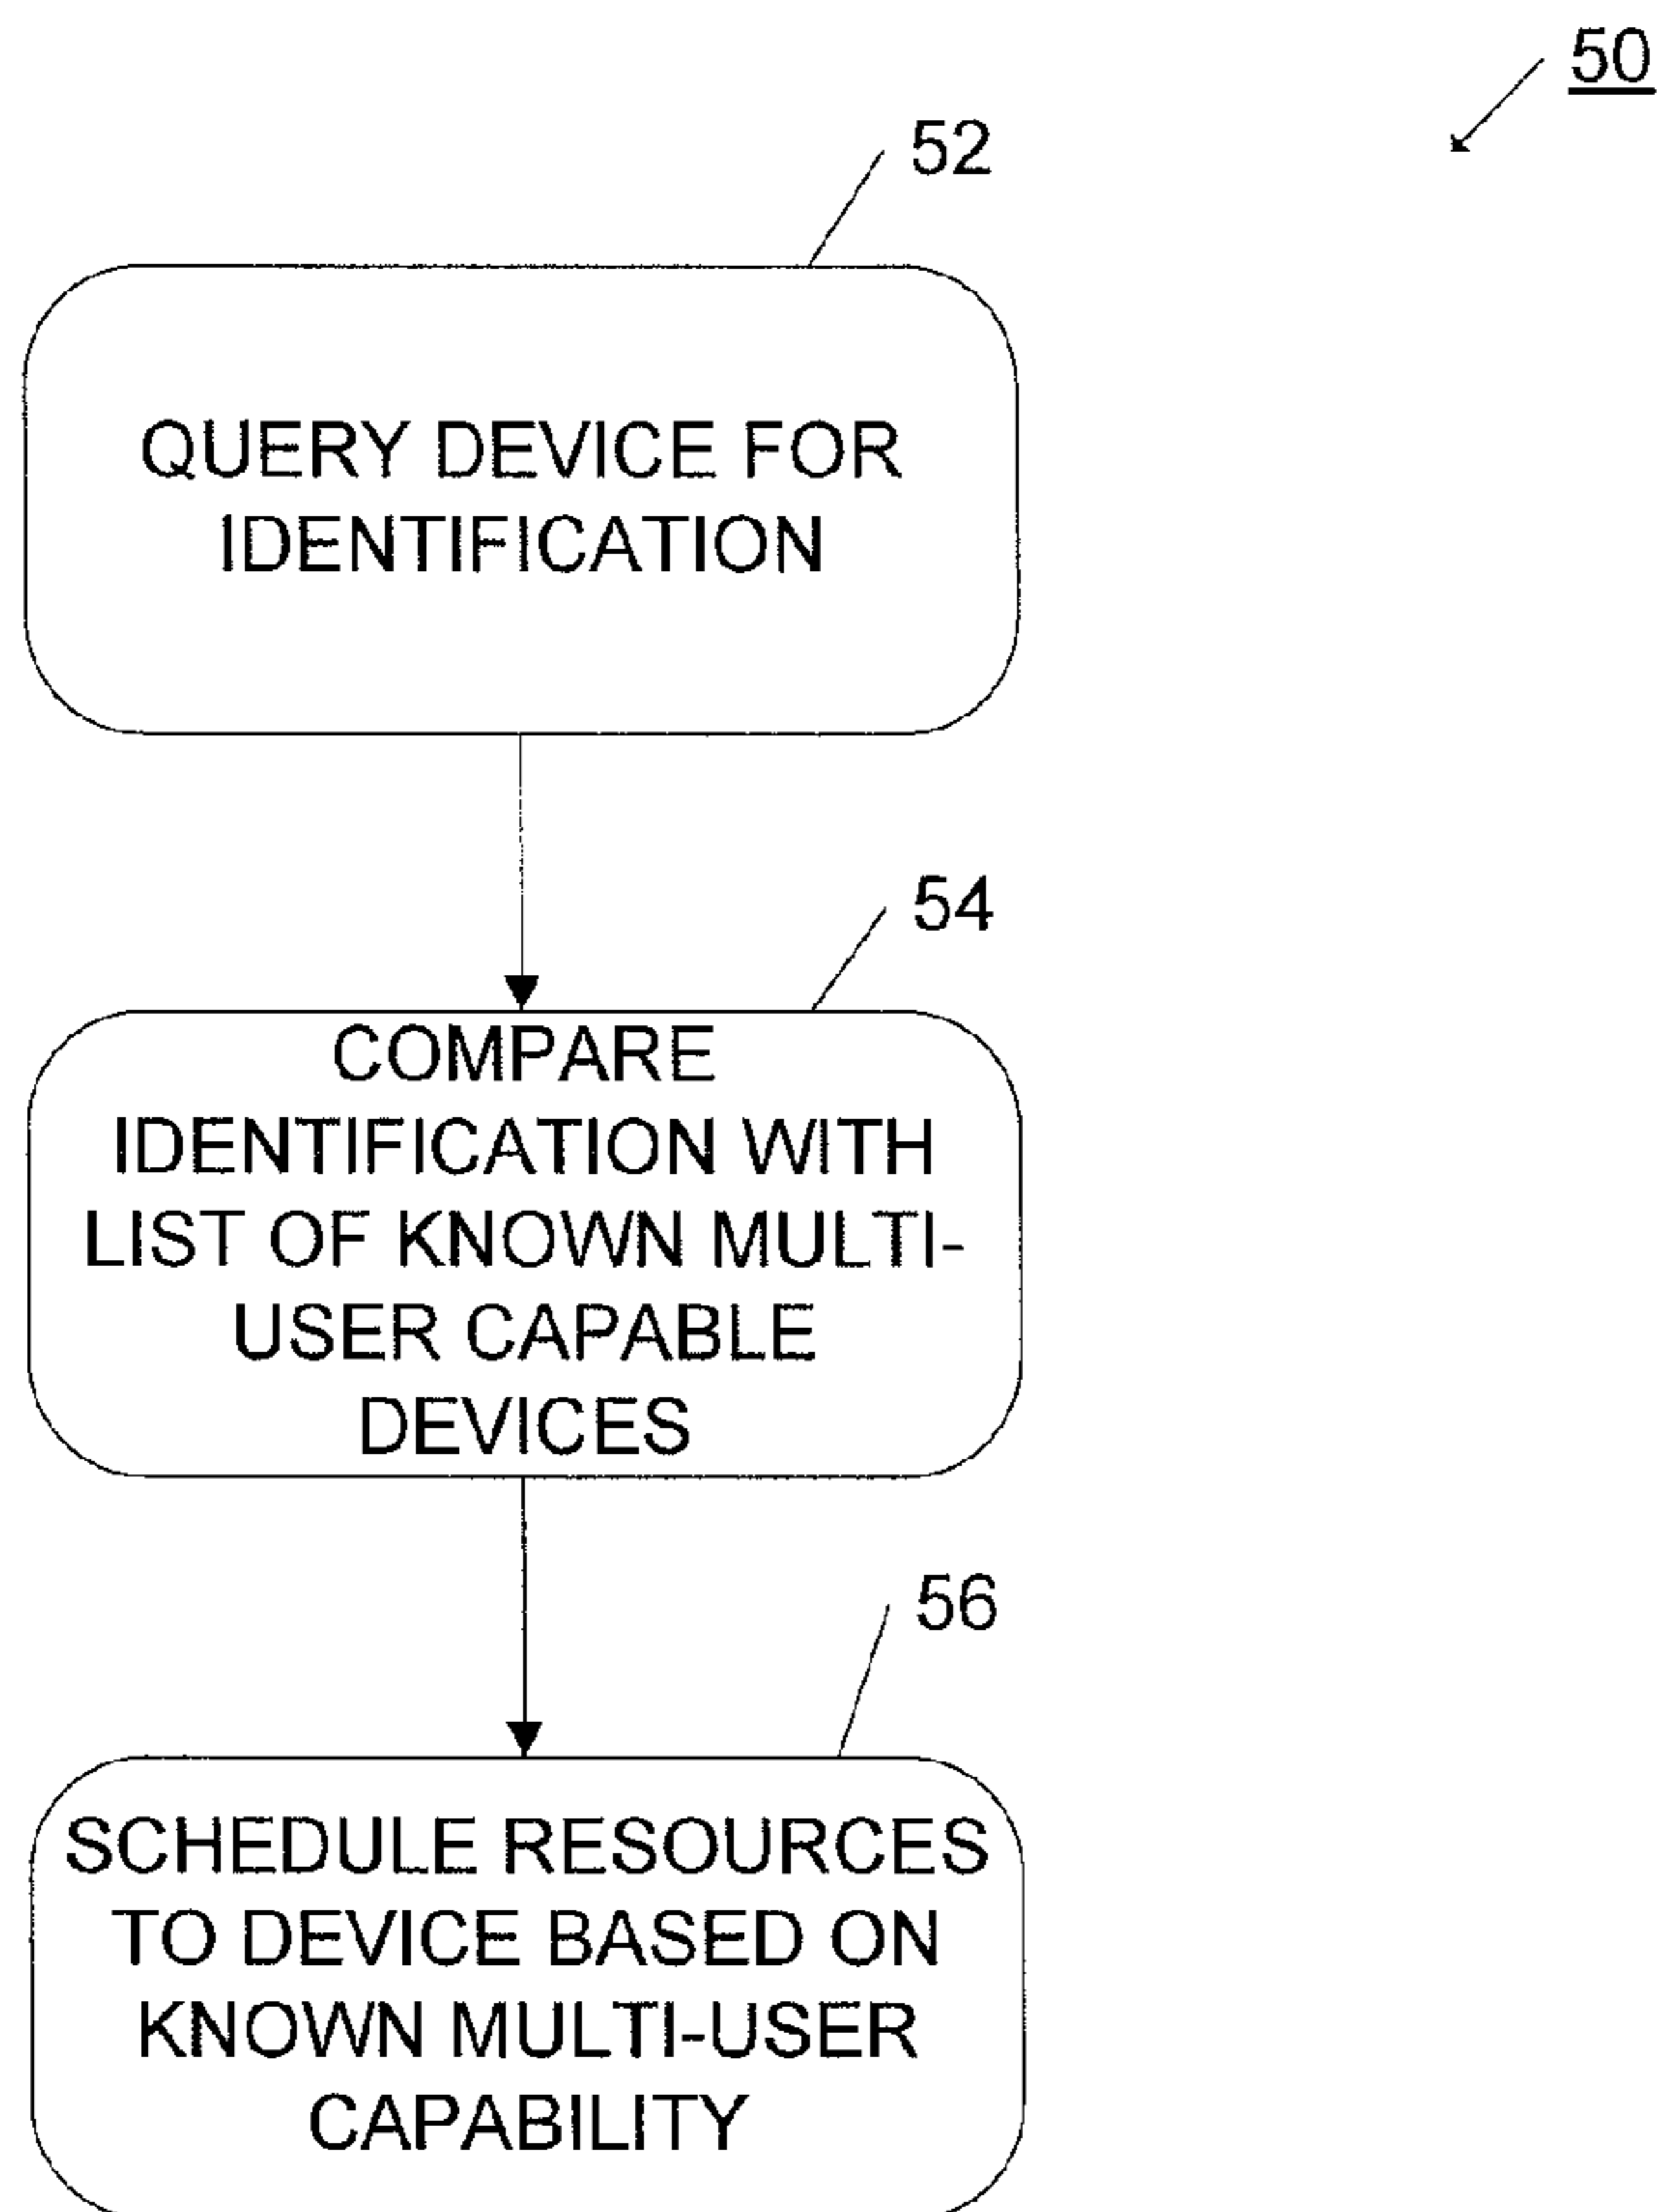 50
52
QUERY DEVICE FOR
IDENTIFICATION
54
COMPARE
IDENTIFICATION WITH
LIST OF KNOWN MULTI-
USER CAPABLE
DEVICES
56
SCHEDULE RESOURCES
TO DEVICE BASED ON
KNOWN MULTI-USER
CAPABILITY